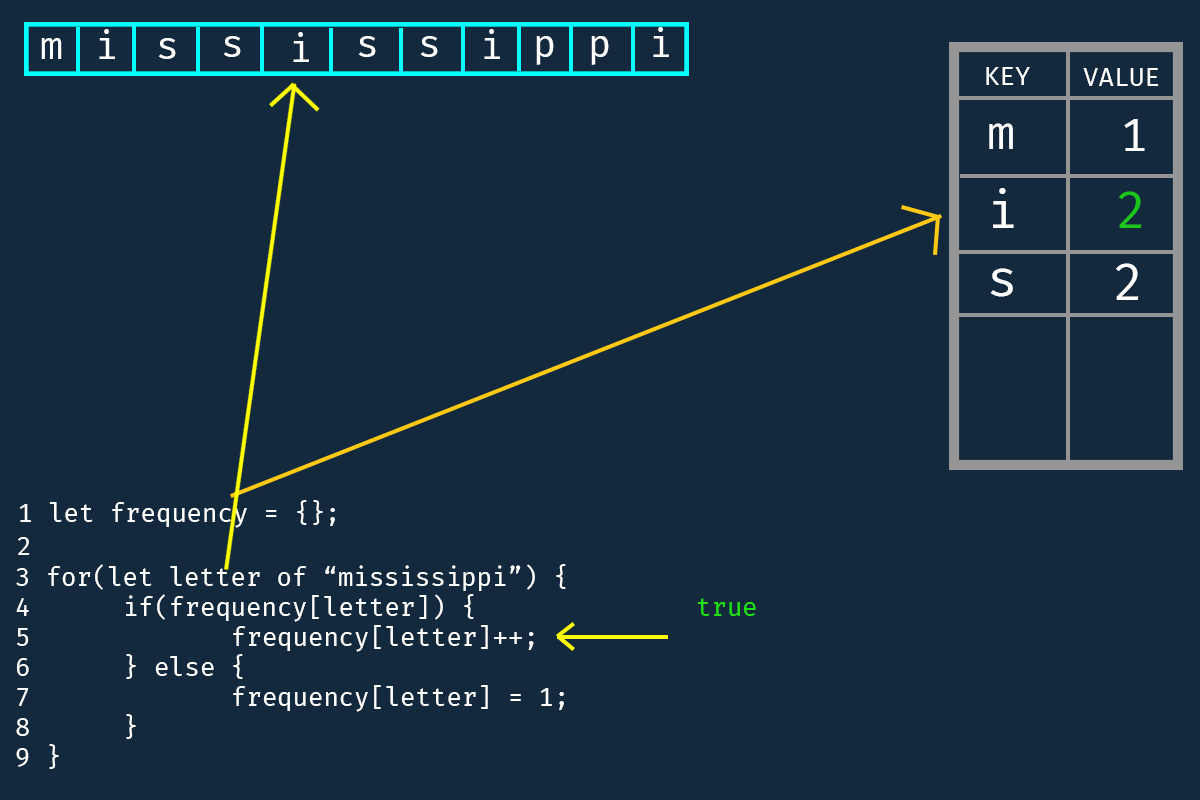 m i s s i s s i p p i
KEY VALUE
m 1
i 2
s 2
1 let frequency = {};
2
3 for(let letter of “mississippi”) {
4 if(frequency[letter]) { true
5 frequency[letter]++;
6 } else {
7 frequency[letter] = 1;
8 }
9 }